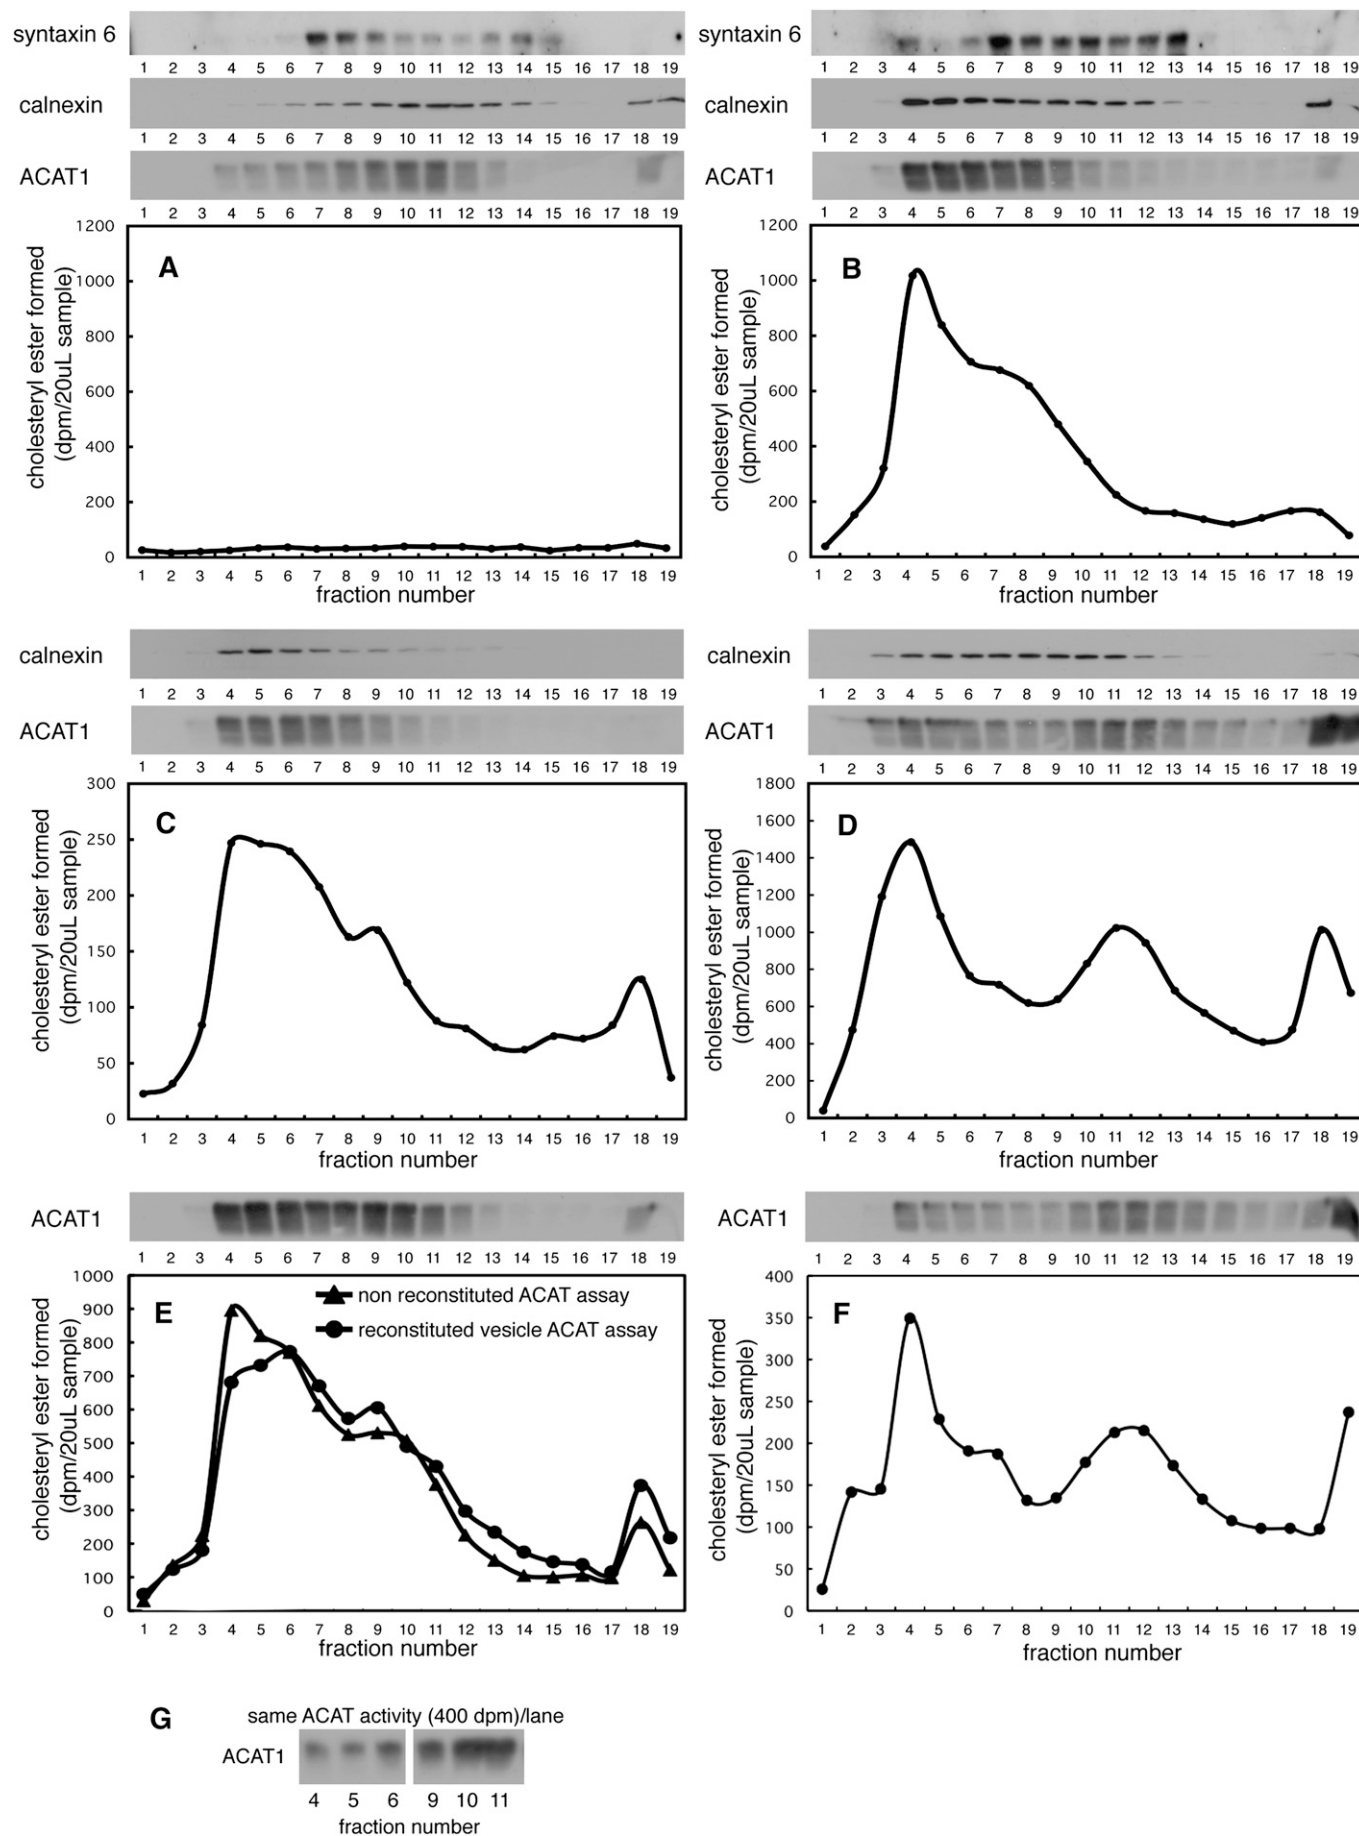 syntaxin 6
1 2 3 4 5 6 7 8 9 10 11 12 13 14 15 16 17 18 19
calnexin
1 2 3 4 5 6 7 8 9 10 11 12 13 14 15 16 17 18 19
ACAT1
1 2 3 4 5 6 7 8 9 10 11 12 13 14 15 16 17 18 19
A
cholesteryl ester formed
(dpm/20uL sample)
1200
1000
800
600
400
200
0
1 2 3 4 5 6 7 8 9 10 11 12 13 14 15 16 17 18 19
fraction number
syntaxin 6
1 2 3 4 5 6 7 8 9 10 11 12 13 14 15 16 17 18 19
calnexin
1 2 3 4 5 6 7 8 9 10 11 12 13 14 15 16 17 18 19
ACAT1
1 2 3 4 5 6 7 8 9 10 11 12 13 14 15 16 17 18 19
B
cholesteryl ester formed
(dpm/20uL sample)
1200
1000
800
600
400
200
0
1 2 3 4 5 6 7 8 9 10 11 12 13 14 15 16 17 18 19
fraction number
calnexin
1 2 3 4 5 6 7 8 9 10 11 12 13 14 15 16 17 18 19
ACAT1
1 2 3 4 5 6 7 8 9 10 11 12 13 14 15 16 17 18 19
C
cholesteryl ester formed
(dpm/20uL sample)
300
250
200
150
100
50
0
1 2 3 4 5 6 7 8 9 10 11 12 13 14 15 16 17 18 19
fraction number
calnexin
1 2 3 4 5 6 7 8 9 10 11 12 13 14 15 16 17 18 19
ACAT1
1 2 3 4 5 6 7 8 9 10 11 12 13 14 15 16 17 18 19
D
cholesteryl ester formed
(dpm/20uL sample)
1800
1600
1400
1200
1000
800
600
400
200
0
1 2 3 4 5 6 7 8 9 10 11 12 13 14 15 16 17 18 19
fraction number
ACAT1
1 2 3 4 5 6 7 8 9 10 11 12 13 14 15 16 17 18 19
E
non reconstituted ACAT assay
reconstituted vesicle ACAT assay
cholesteryl ester formed
(dpm/20uL sample)
1000
900
800
700
600
500
400
300
200
100
0
1 2 3 4 5 6 7 8 9 10 11 12 13 14 15 16 17 18 19
fraction number
ACAT1
1 2 3 4 5 6 7 8 9 10 11 12 13 14 15 16 17 18 19
F
cholesteryl ester formed
(dpm/20uL sample)
400
350
300
250
200
150
100
50
0
1 2 3 4 5 6 7 8 9 10 11 12 13 14 15 16 17 18 19
fraction number
G
same ACAT activity (400 dpm)/lane
ACAT1
4 5 6 9 10 11
fraction number